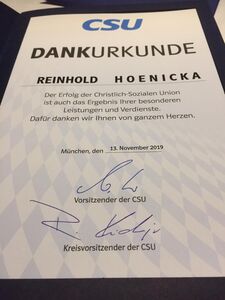 CSU
DANKURKUNDE
REINHOLD HOENICKA
Der Erfolg der Christlich-Sozialen Union
ist auch das Ergebnis Ihrer besonderen
Leistungen und Verdienste.
Dafür danken wir Ihnen von ganzem Herzen.
München, den 13. November 2019
Vorsitzender der CSU
Kreisvorsitzender der CSU